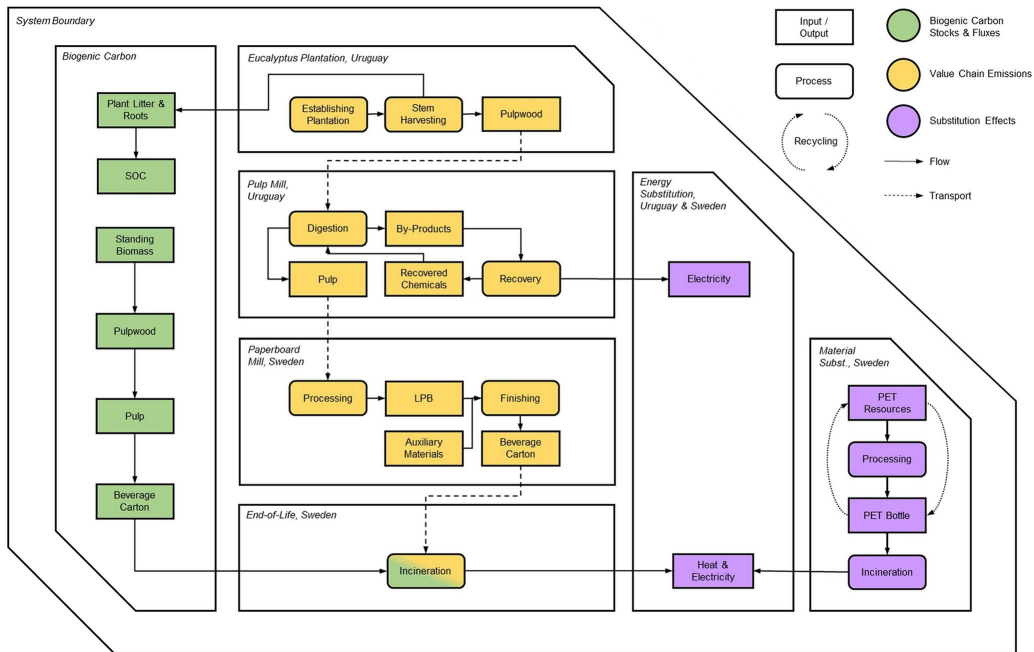 System Boundary
Biogenic Carbon
Plant Litter &
Roots
SOC
Standing
Biomass
Pulpwood
Pulp
Beverage
Carton
Eucalyptus Plantation, Uruguay
Establishing
Plantation
Stem
Harvesting
Pulpwood
Pulp Mill,
Uruguay
Digestion
By-Products
Pulp
Recovered
Chemicals
Recovery
Paperboard
Mill, Sweden
Processing
LPB
Finishing
Auxiliary
Materials
Beverage
Carton
End-of-Life, Sweden
Incineration
Energy
Substitution,
Uruguay & Sweden
Electricity
Heat &
Electricity
Material
Subst., Sweden
PET
Resources
Processing
PET Bottle
Incineration
Input /
Output
Process
Recycling
Biogenic Carbon
Stocks & Fluxes
Value Chain Emissions
Substitution Effects
Flow
Transport